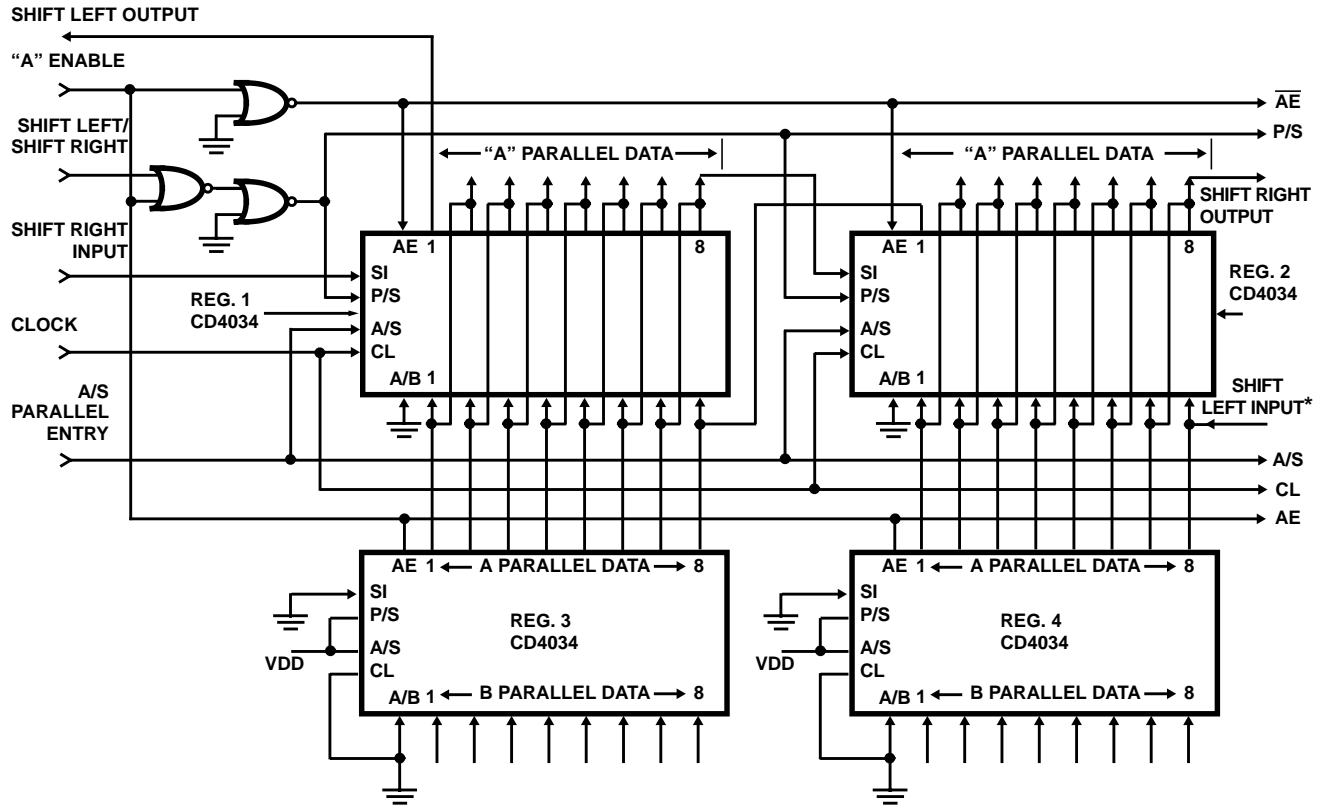 SHIFT LEFT OUTPUT
“A” ENABLE
SHIFT LEFT/
SHIFT RIGHT
SHIFT RIGHT
INPUT
CLOCK
A/S
PARALLEL
ENTRY
AE
P/S
“A” PARALLEL DATA
“A” PARALLEL DATA
SHIFT RIGHT
OUTPUT
AE 1
8
SI
P/S
A/S
CL
A/B 1
REG. 1
CD4034
AE 1
8
SI
P/S
A/S
CL
A/B 1
REG. 2
CD4034
SHIFT
LEFT INPUT*
A/S
CL
AE
AE 1
A PARALLEL DATA
8
SI
P/S
A/S
CL
VDD
REG. 3
CD4034
A/B 1
B PARALLEL DATA
8
AE 1
A PARALLEL DATA
8
SI
P/S
A/S
CL
VDD
REG. 4
CD4034
A/B 1
B PARALLEL DATA
8